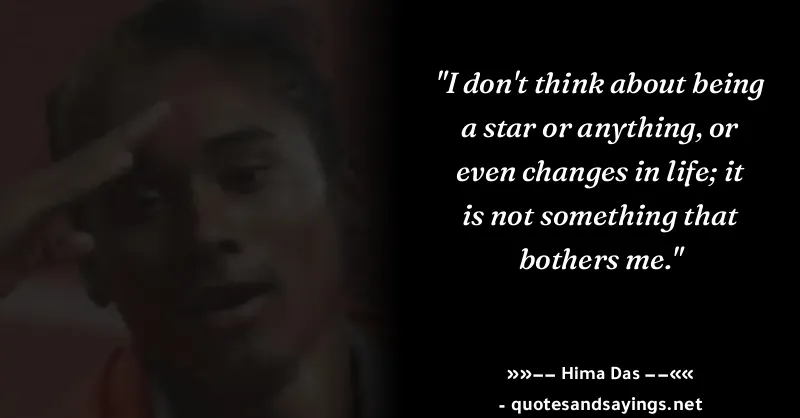 "I don't think about being
a star or anything, or
even changes in life; it
is not something that
bothers me."
»»−− Hima Das −−««
- quotesandsayings.net